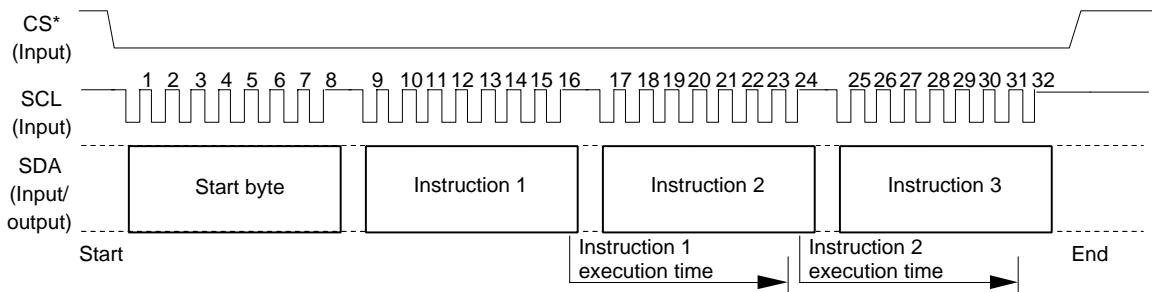 CS*
(Input)
1 2 3 4 5 6 7 8 9 10 11 12 13 14 15 16 17 18 19 20 21 22 23 24 25 26 27 28 29 30 31 32
SCL
(Input)
SDA
(Input/
output)
Start byte
Instruction 1
Instruction 2
Instruction 3
Start
Instruction 1
execution time
Instruction 2
execution time
End